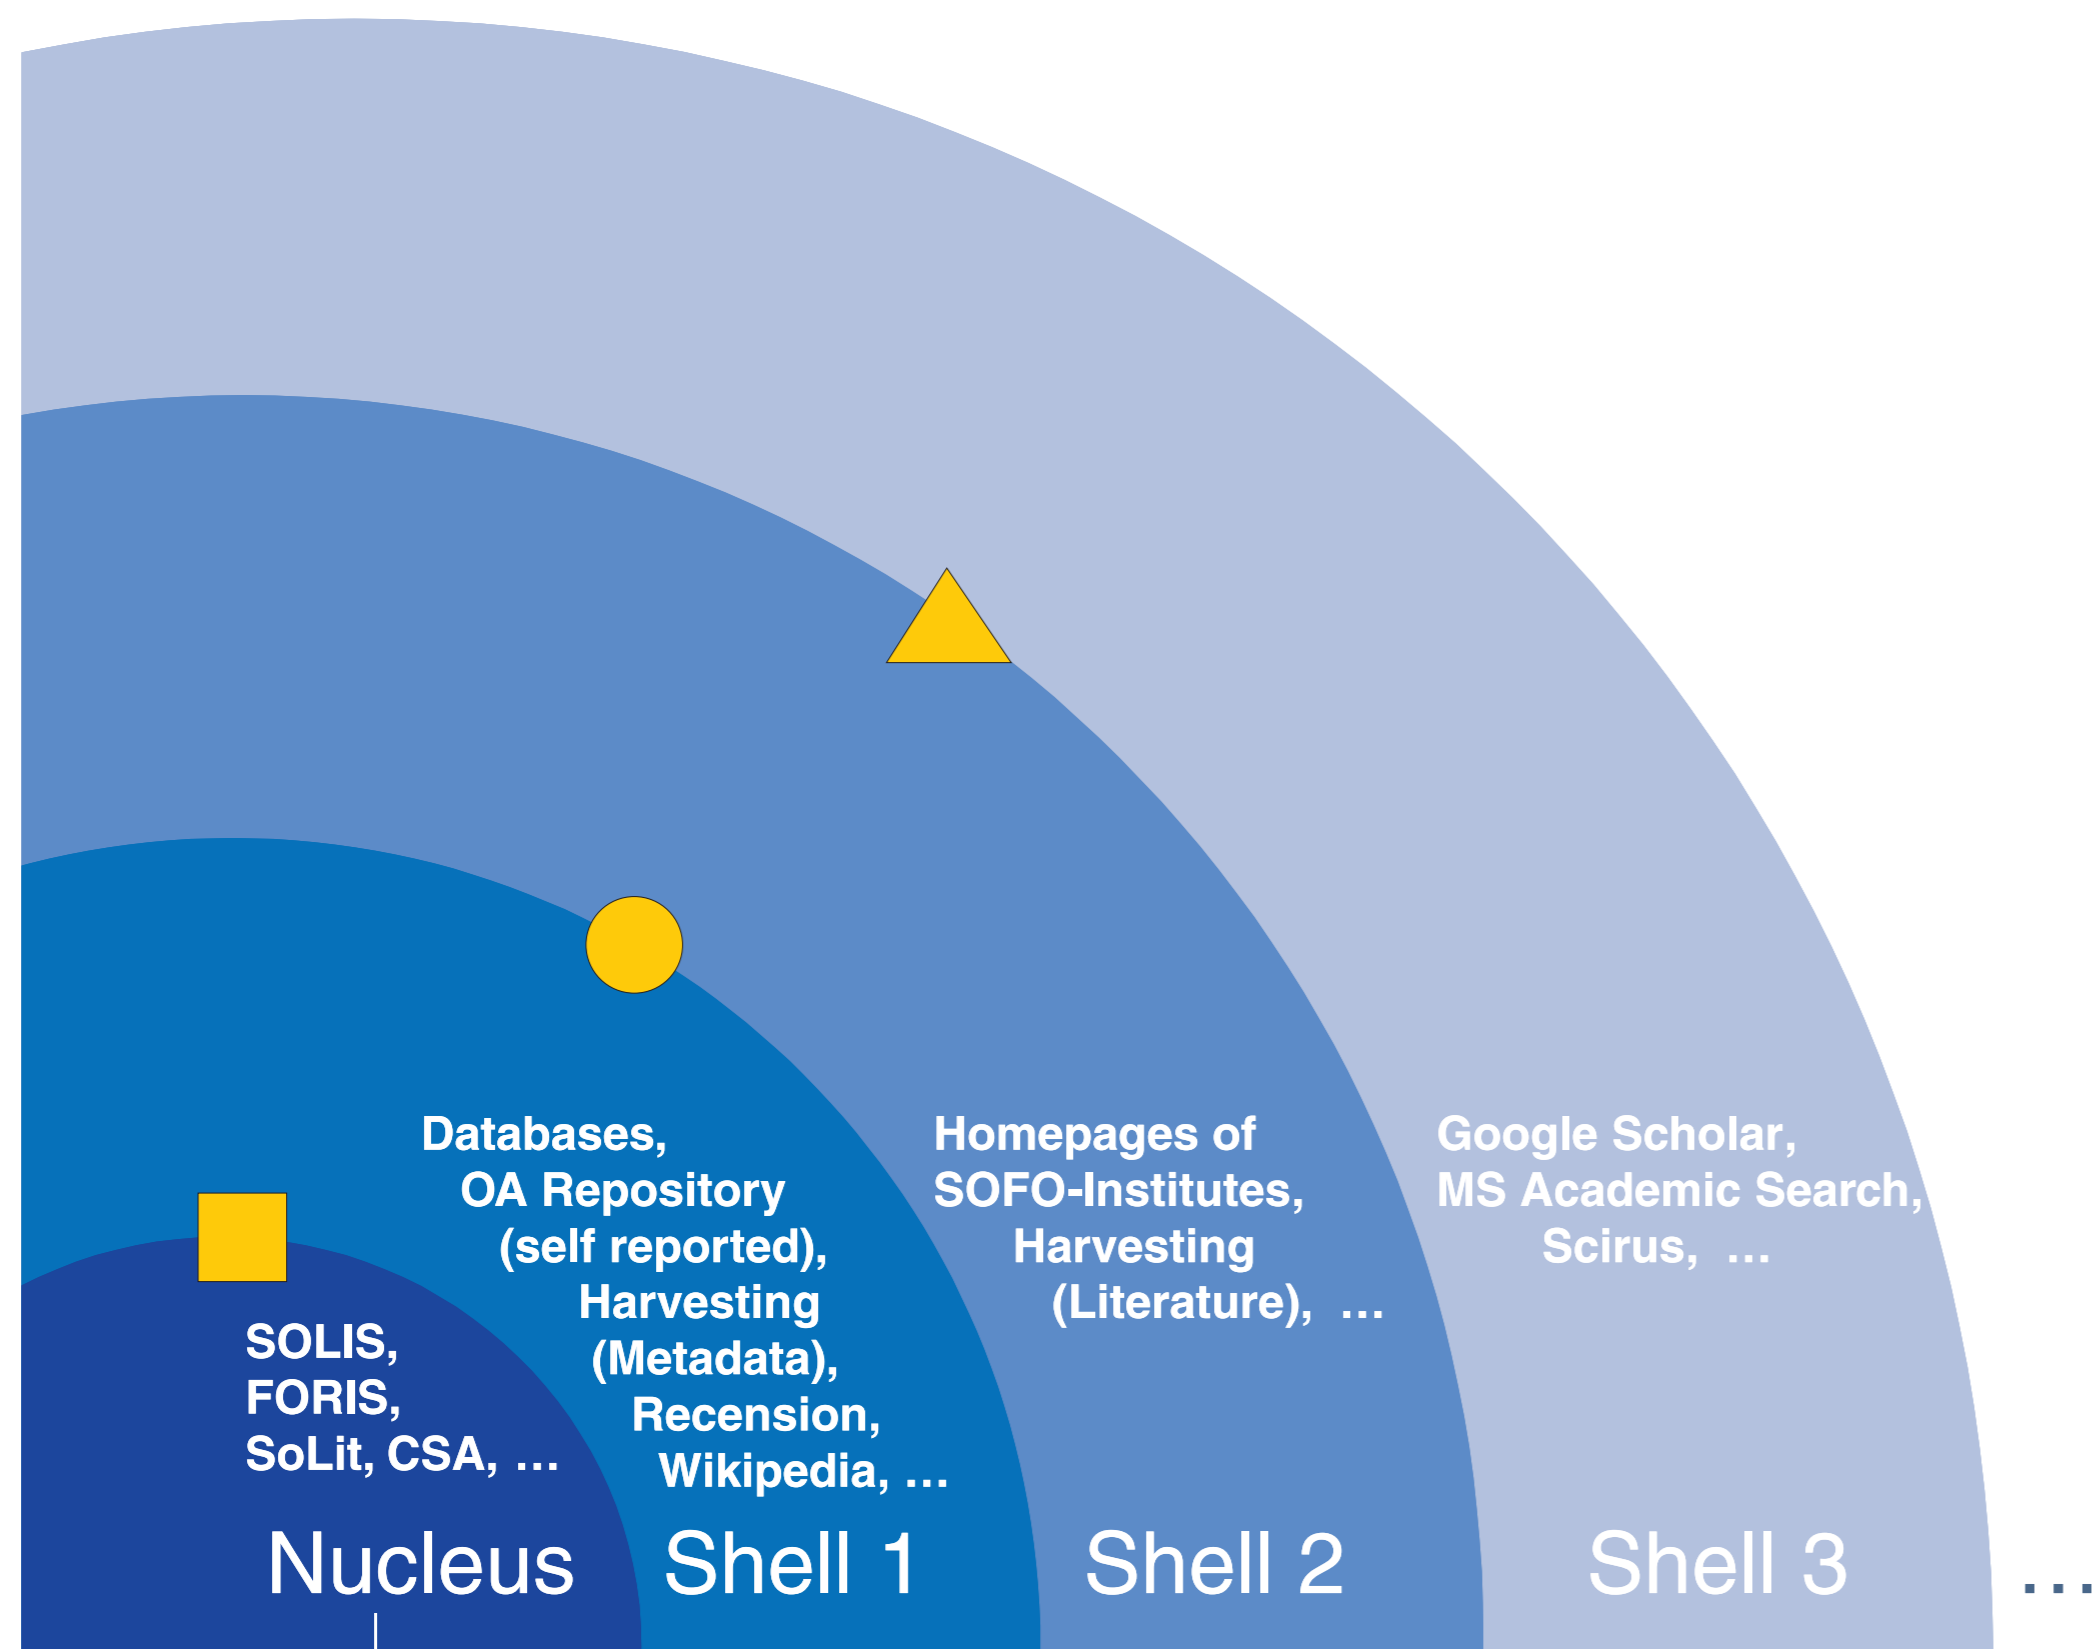 Databases,
OA Repository
(self reported),
Harvesting
(Metadata),
Recension,
Wikipedia, …
Homepages of
SOFO-Institutes,
Harvesting
(Literature), …
Google Scholar,
MS Academic Search,
Scirus, …
SOLIS,
FORIS,
SoLit, CSA, …
Nucleus
Shell 1
Shell 2
Shell 3
…